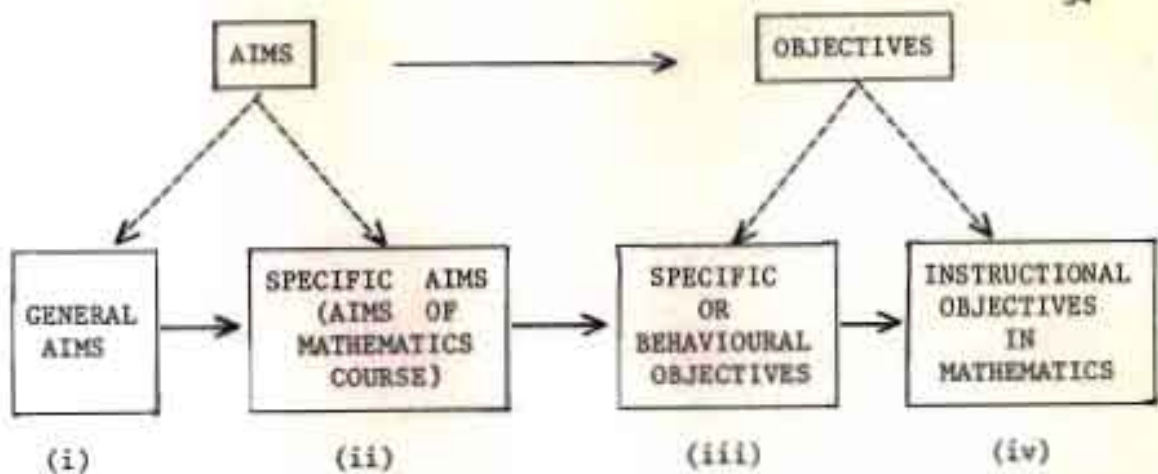 AIMS
OBJECTIVES
GENERAL
AIMS
SPECIFIC AIMS
(AIMS OF
MATHEMATICS
COURSE)
SPECIFIC
OR
BEHAVIOURAL
OBJECTIVES
INSTRUCTIONAL
OBJECTIVES
IN
MATHEMATICS
(i)
(ii)
(iii)
(iv)